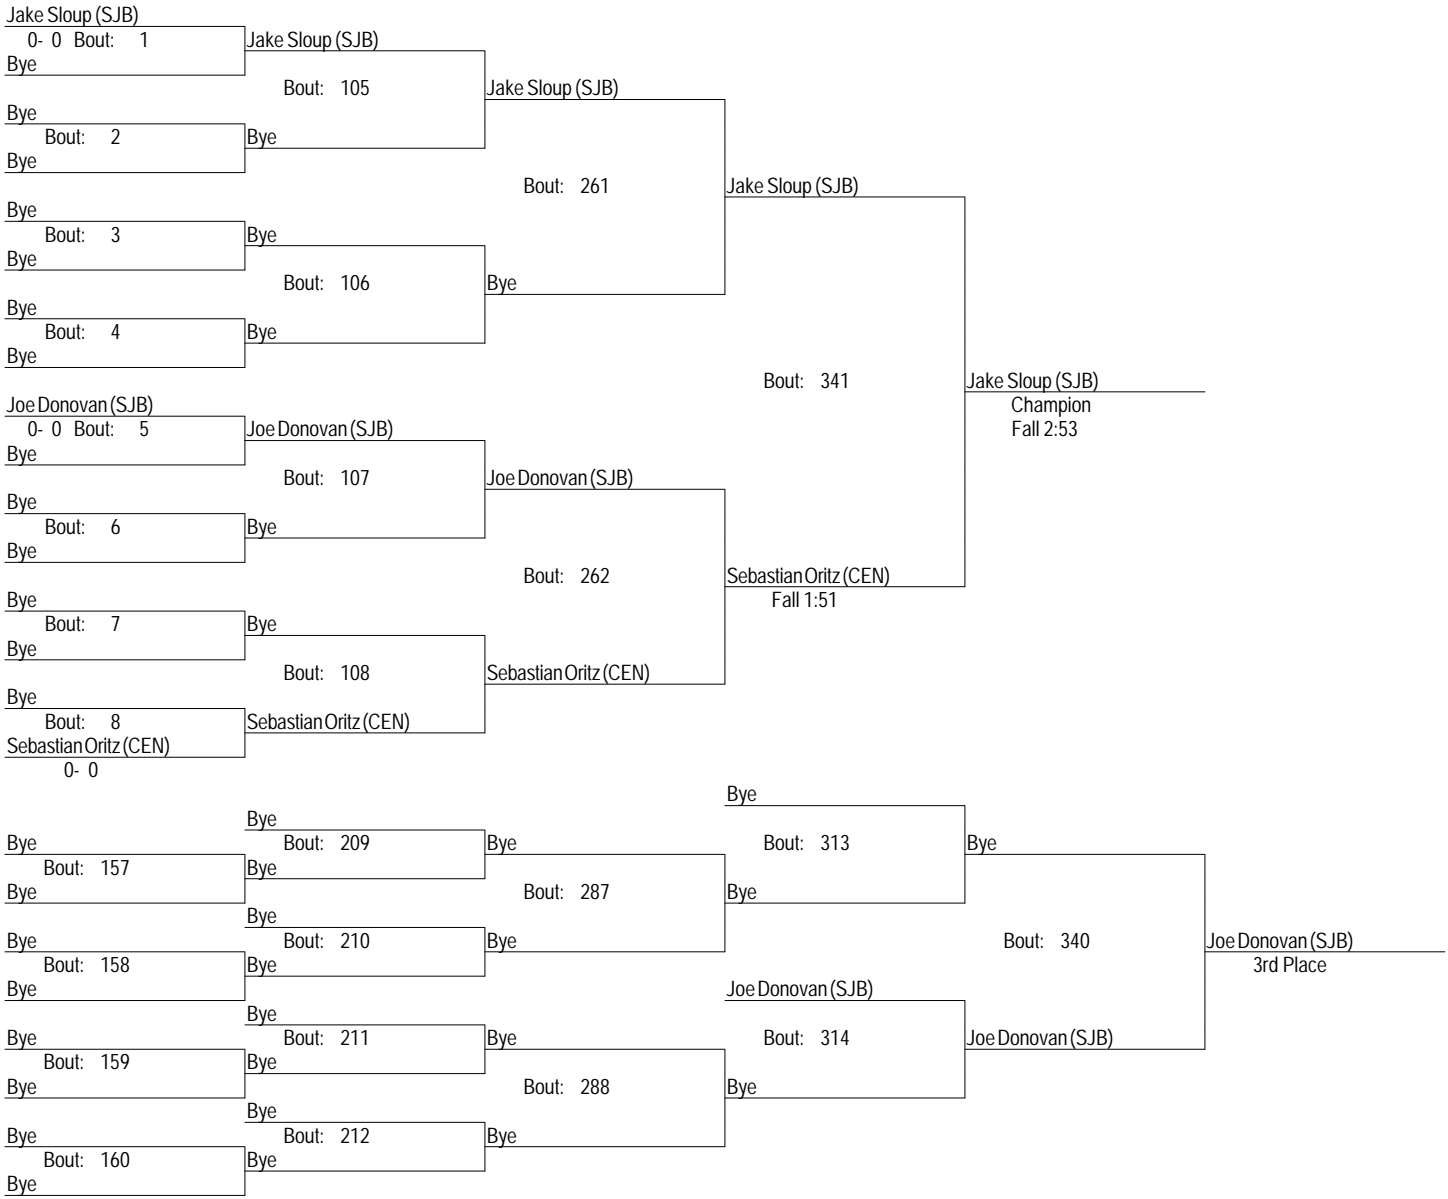 Jake Sloup (SJB)
0- 0 Bout: 1
Jake Sloup (SJB)
Bye
Bout: 105
Jake Sloup (SJB)
Bye
Bout: 2
Bye
Bye
Bout: 261
Jake Sloup (SJB)
Bye
Bout: 3
Bye
Bye
Bout: 106
Bye
Bye
Bout: 4
Bye
Bye
Bout: 341
Jake Sloup (SJB)
Champion
Fall 2:53
Joe Donovan (SJB)
0- 0 Bout: 5
Joe Donovan (SJB)
Bye
Bout: 107
Joe Donovan (SJB)
Bye
Bout: 6
Bye
Bye
Bout: 262
Sebastian Oritz (CEN)
Fall 1:51
Bye
Bout: 7
Bye
Bye
Bout: 108
Sebastian Oritz (CEN)
Bye
Bout: 8
Sebastian Oritz (CEN)
Sebastian Oritz (CEN)
0- 0
Bye
Bye
Bye
Bout: 209
Bye
Bout: 313
Bye
Bout: 157
Bye
Bye
Bout: 287
Bye
Bye
Bye
Bout: 210
Bye
Bout: 340
Joe Donovan (SJB)
3rd Place
Bout: 158
Bye
Bye
Joe Donovan (SJB)
Bye
Bye
Bout: 211
Bye
Bout: 314
Joe Donovan (SJB)
Bout: 159
Bye
Bye
Bout: 288
Bye
Bye
Bye
Bout: 212
Bye
Bout: 160
Bye
Bye